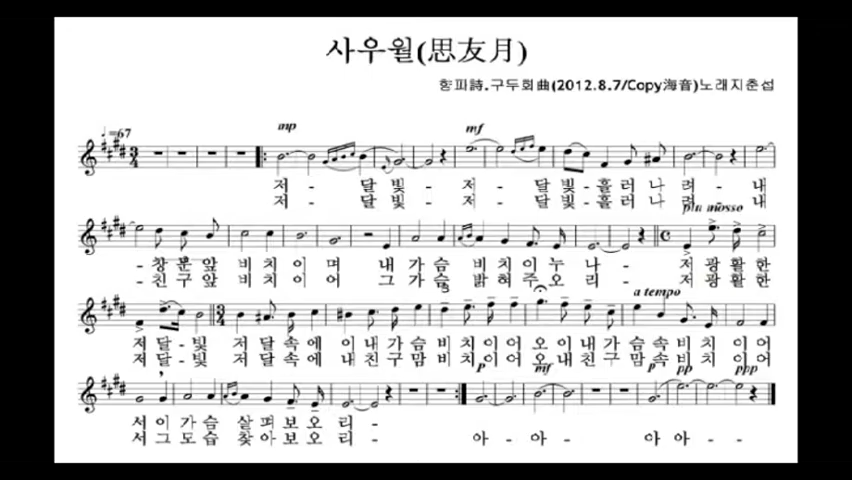 사우월(思友月)
향피詩.구두회曲(2012.8.7/Copy海音)노래지춘섭
♩=67
mp
mf
저- 달빛- 저- 달빛-흘러나 려-내
저- 달빛- 저- 달빛-흘러나 려-내
piu mosso
-창문앞 비치이며 내가슴 비치이누나- 저광활한
-친구앞 비치이어 그가슴 밝혀주오리- 저광활한
3
a tempo
저달-빛 저달속에 이내가슴비치이어오이내가슴속비치 이어
저달-빛 저달속에 내친구맘비치이어 오내친구맘속비치 이어
p mf p pp ppp
서이가슴 살펴보오리-
서그도습 찾아보오리- 아-아- 아아-